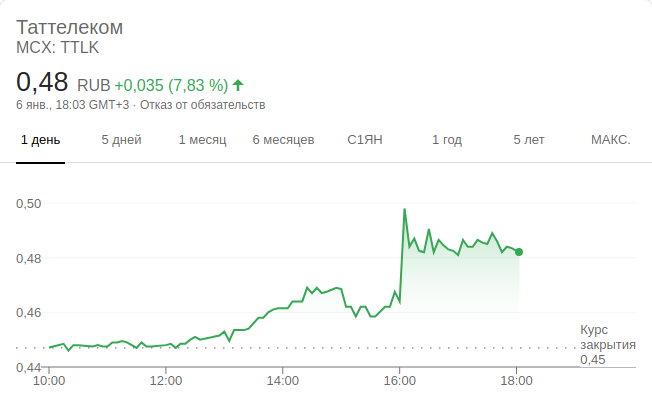 Таттелеком
MCX: TTLK
0,48 RUB +0,035 (7,83 %)
6 янв., 18:03 GMT+3 · Отказ от обязательств
1 день 5 дней 1 месяц 6 месяцев С1ЯН 1 год 5 лет МАКС.
0,50
0,48
0,46
Курс
закрытия
0,45
0,44
10:00 12:00 14:00 16:00 18:00